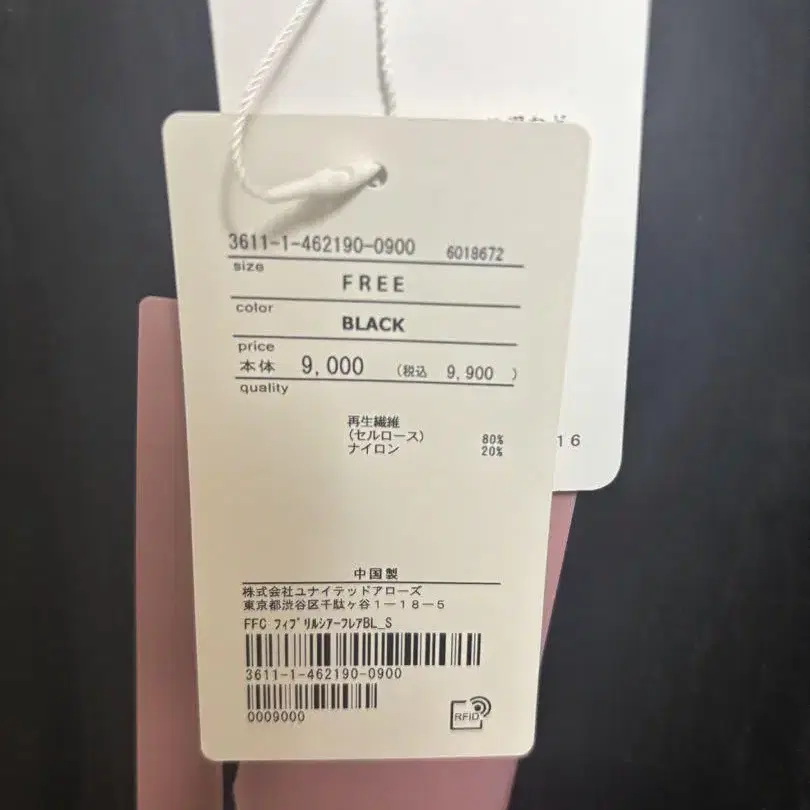 3611-1-462190-0900 6018672
size
FREE
color
BLACK
price
本体 9,000 (税込 9,900 )
quality
再生繊維
(セルロース) 80%
ナイロン 20%
16
中国製
株式会社ユナイテッドアローズ
東京都渋谷区千駄ヶ谷1-18-5
FFC フィブリルシアーフレアBL_S
3611-1-462190-0900
0009000
RFID